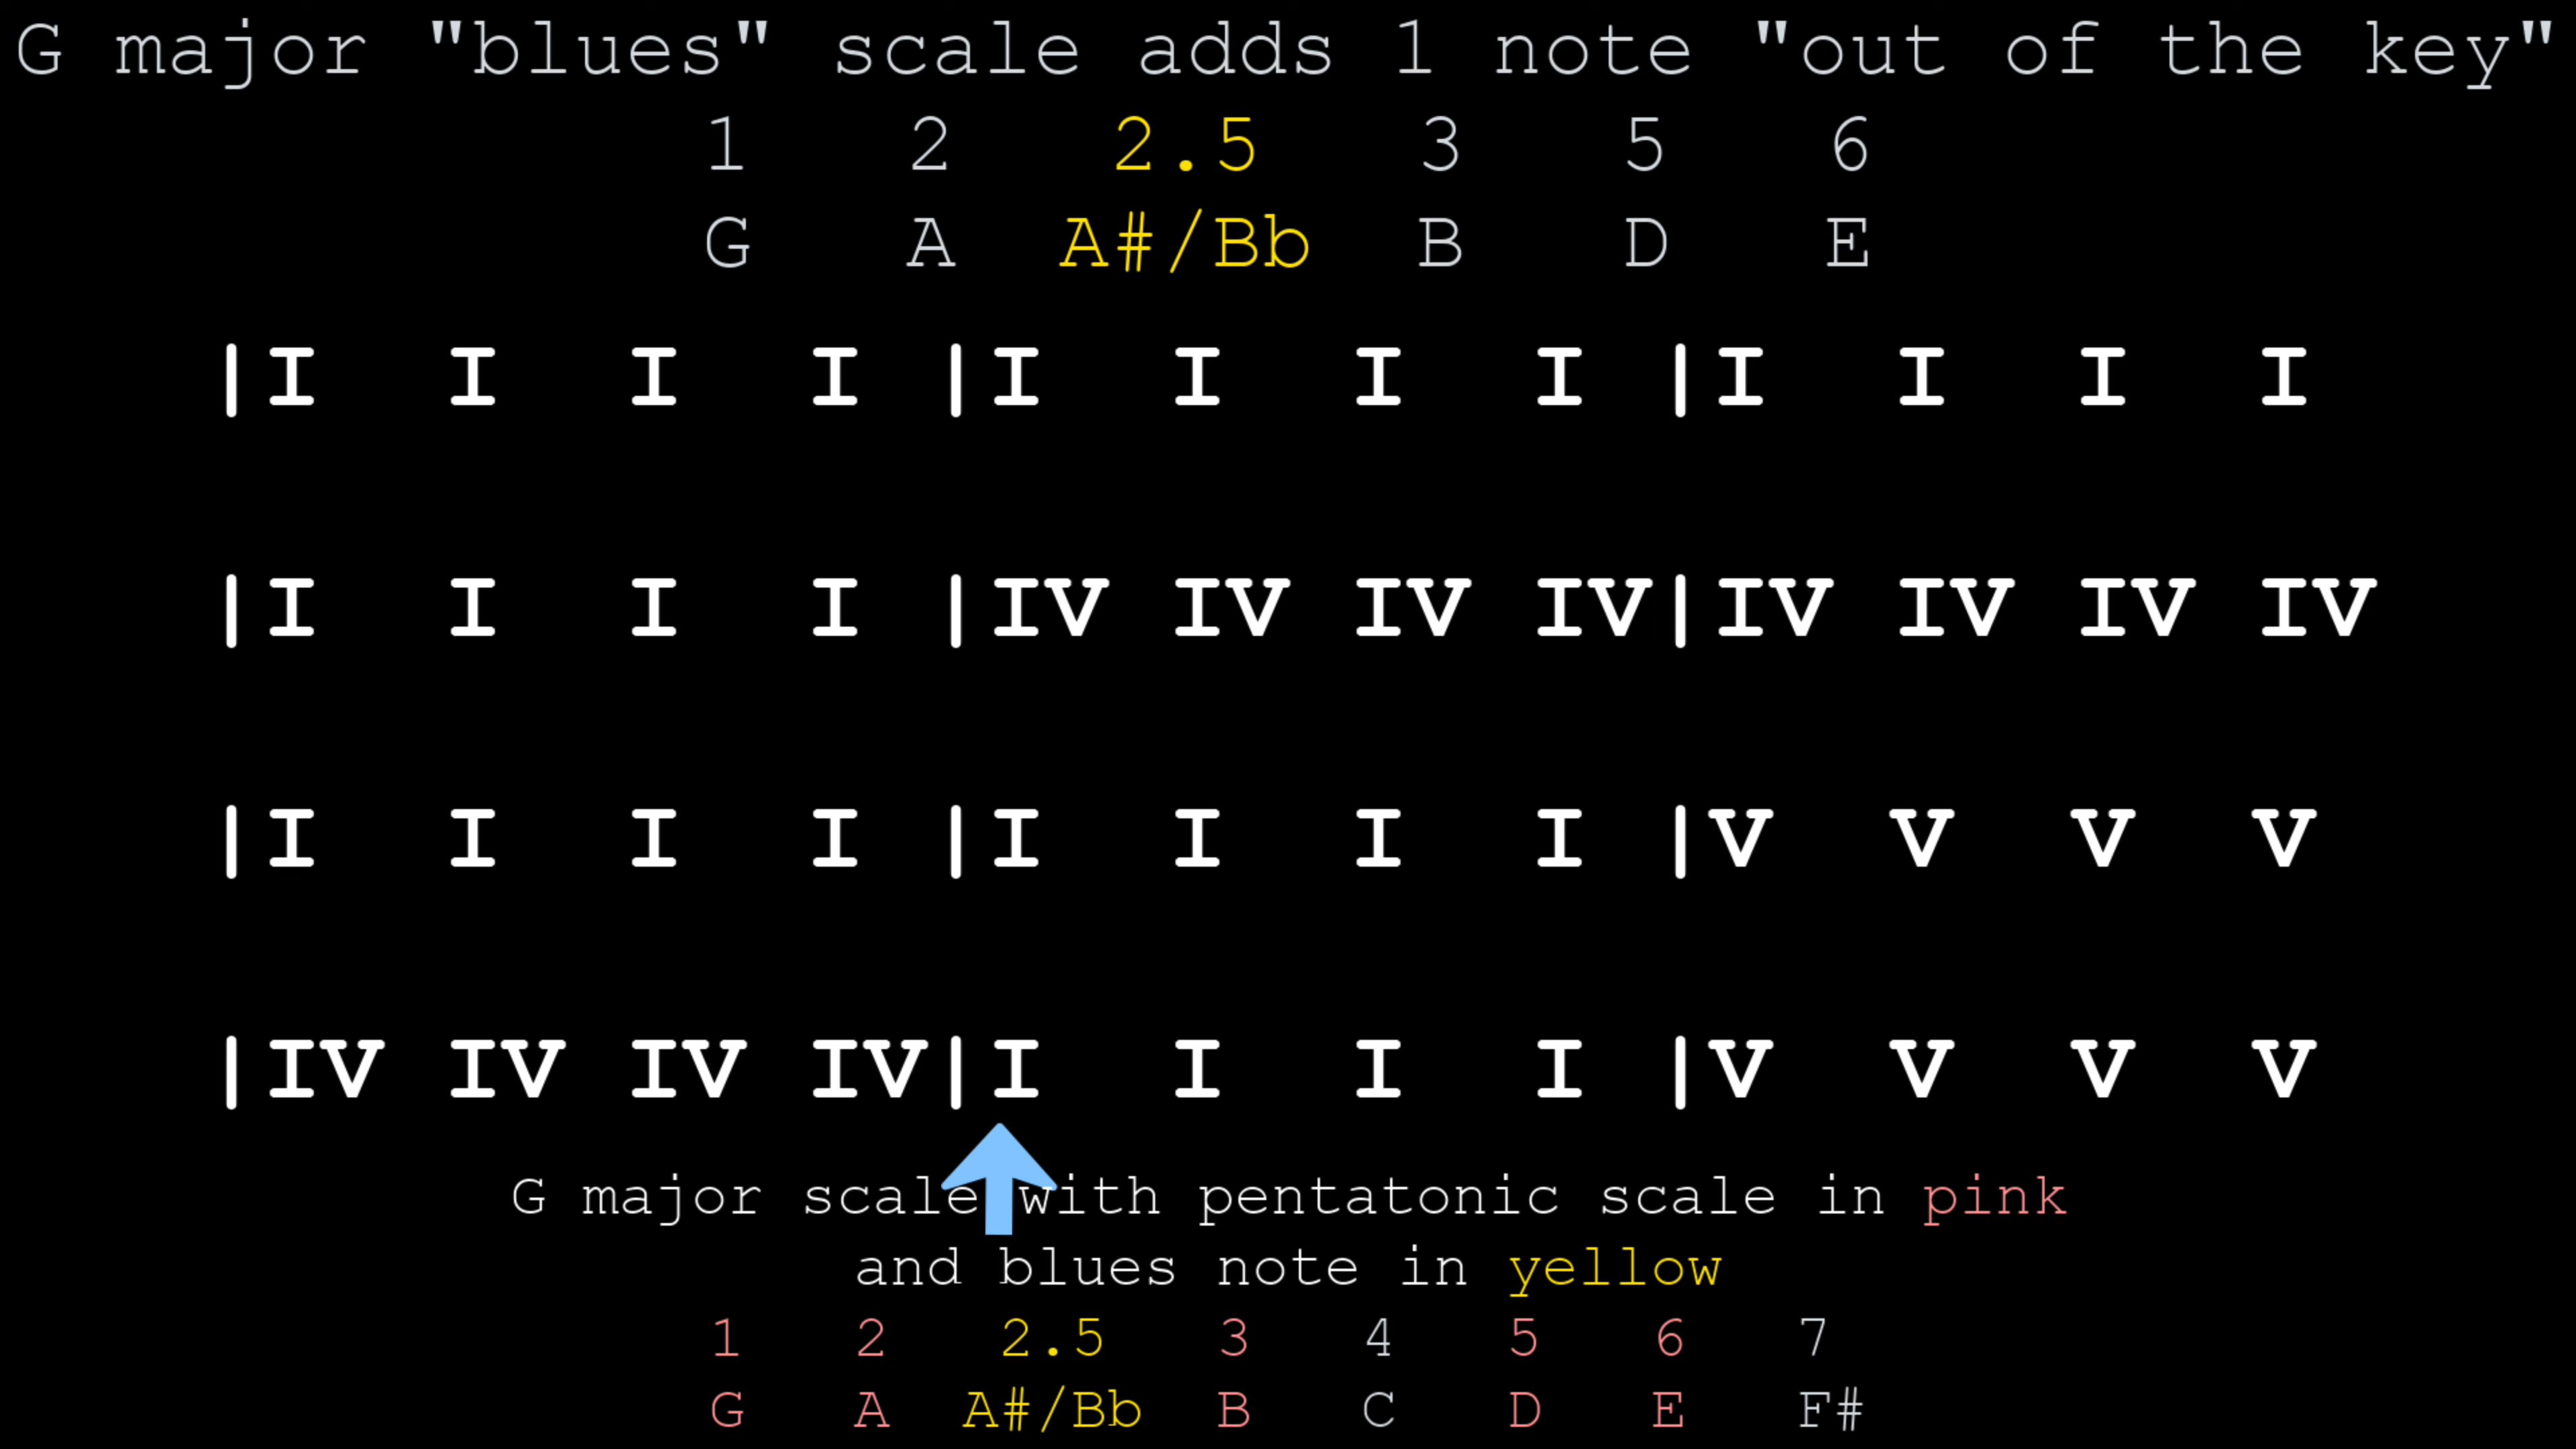 G major "blues" scale adds 1 note "out of the key"
1 2 2.5 3 5 6
G A A#/Bb B D E
|I I I I |I I I I |I I I I
|I I I I |IV IV IV IV|IV IV IV IV
|I I I I |I I I I |V V V V
|IV IV IV IV|I I I I |V V V V
G major scale with pentatonic scale in pink
and blues note in yellow
1 2 2.5 3 4 5 6 7
G A A#/Bb B C D E F#